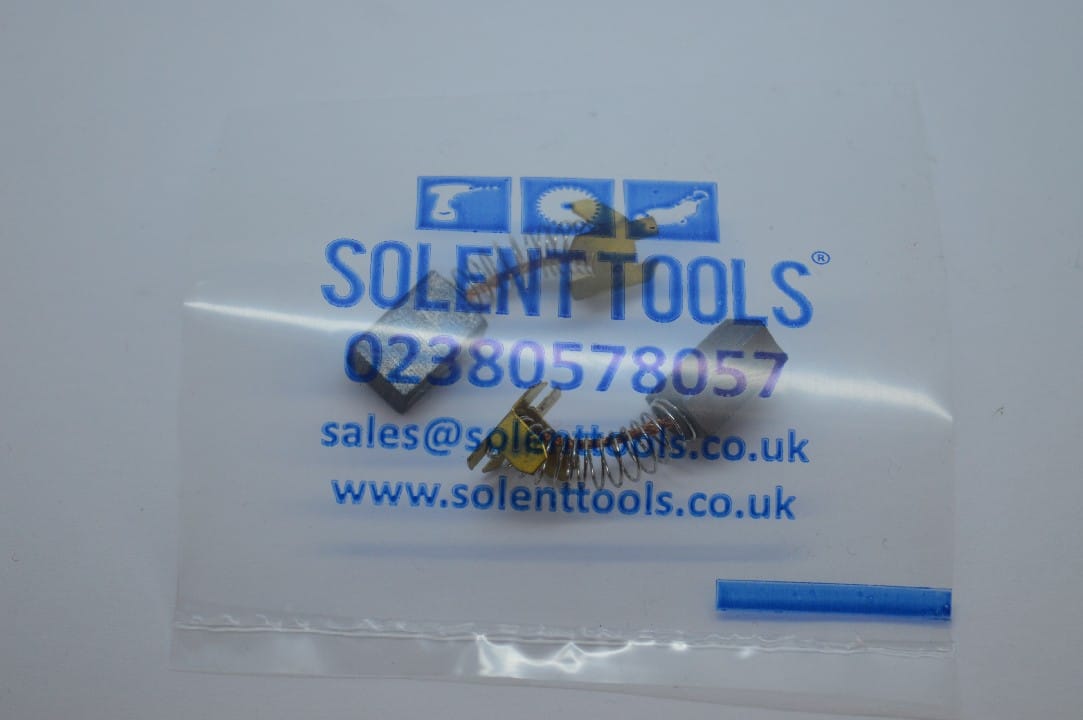 SOLENT TOOLS®
02380578057
sales@solenttools.co.uk
www.solenttools.co.uk